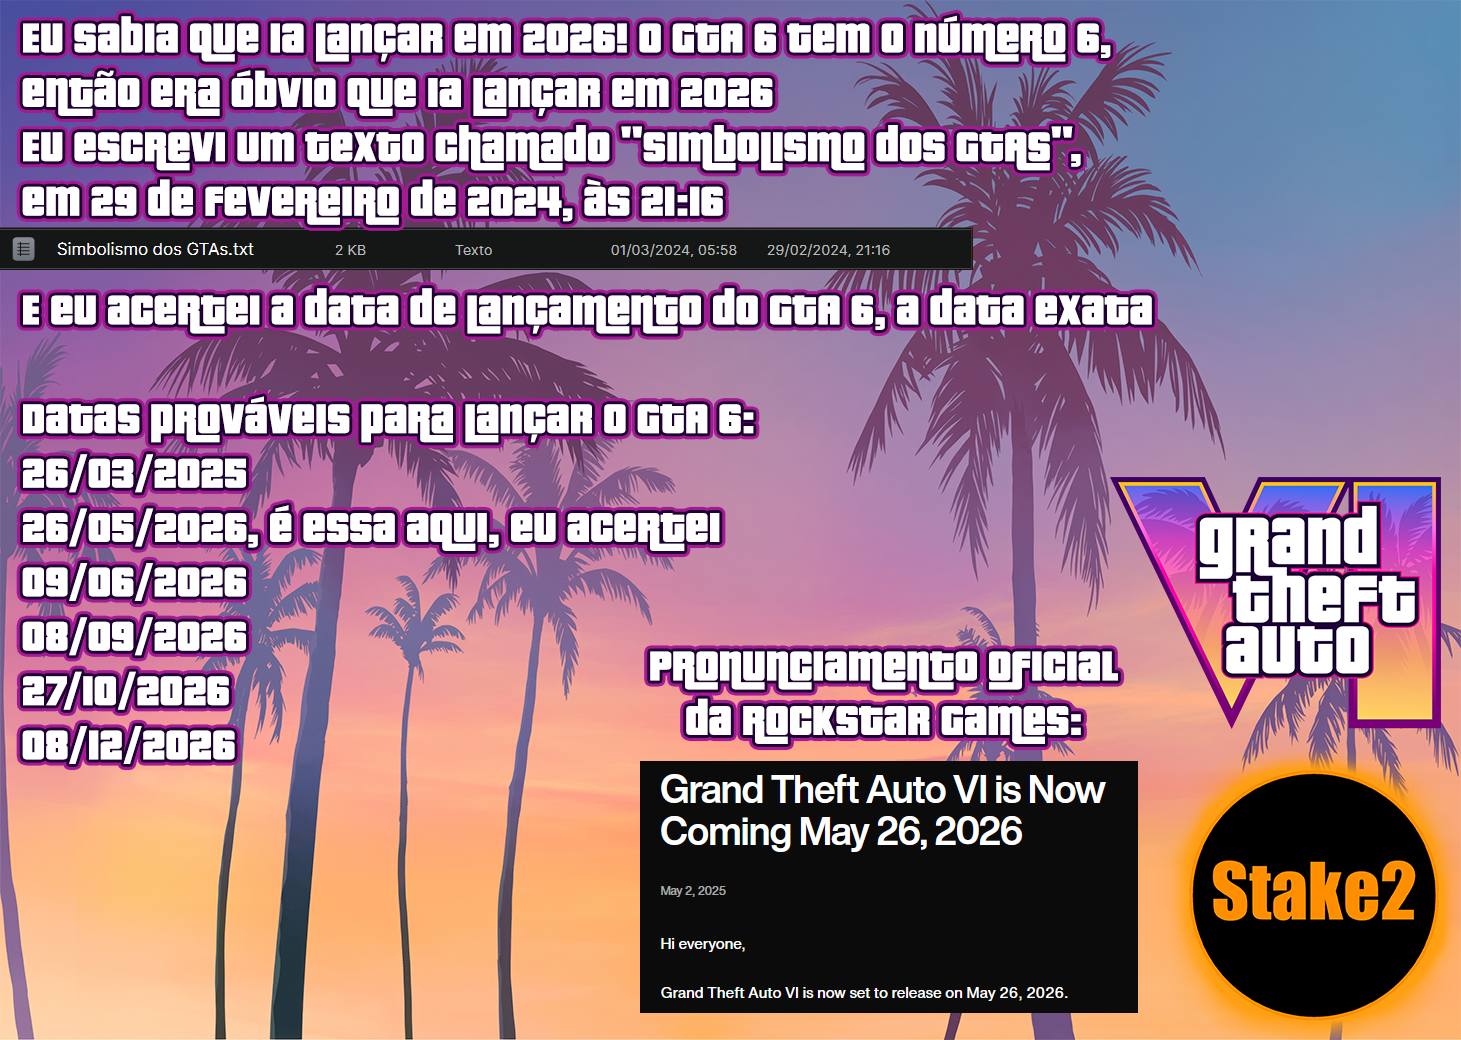 Eu sabia que ia lançar em 2026! O GTA 6 tem o número 6,
então era óbvio que ia lançar em 2026
Eu escrevi um texto chamado "Simbolismo dos GTAs",
em 29 de fevereiro de 2024, às 21:16
Simbolismo dos GTAs.txt 2 KB Texto 01/03/2024, 05:58 29/02/2024, 21:16
E eu acertei a data de lançamento do GTA 6, a data exata
Datas prováveis para lançar o GTA 6:
26/03/2025
26/05/2026, é essa aqui, eu acertei
09/06/2026
08/09/2026
27/10/2026
08/12/2026
VI
grand
theft
auto
Pronunciamento oficial
da Rockstar Games:
Grand Theft Auto VI is Now
Coming May 26, 2026
May 2, 2025
Hi everyone,
Grand Theft Auto VI is now set to release on May 26, 2026.
Stake2